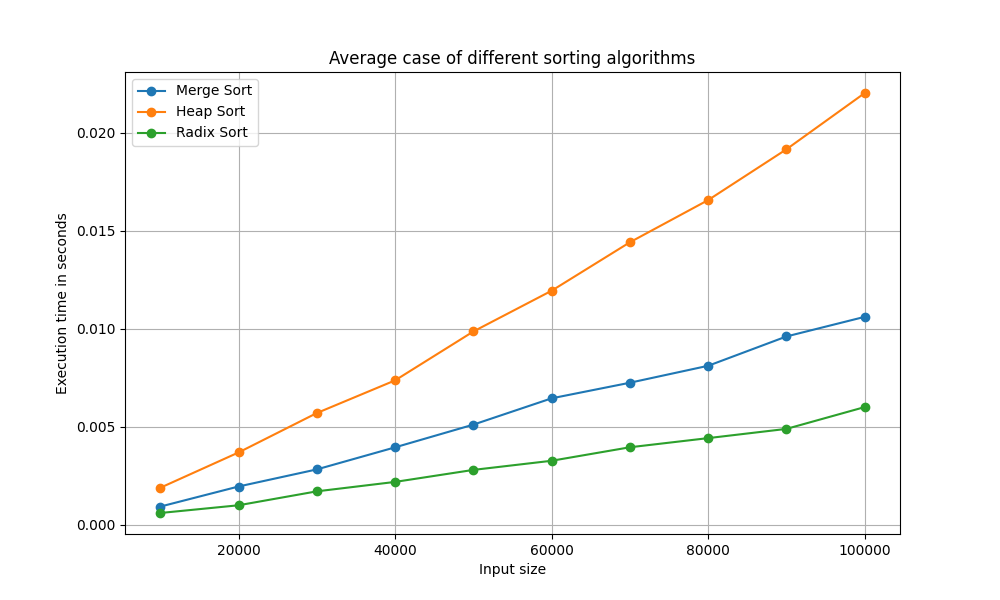 Average case of different sorting algorithms
Merge Sort
Heap Sort
Radix Sort
Execution time in seconds
0.020
0.015
0.010
0.005
0.000
20000 40000 60000 80000 100000
Input size